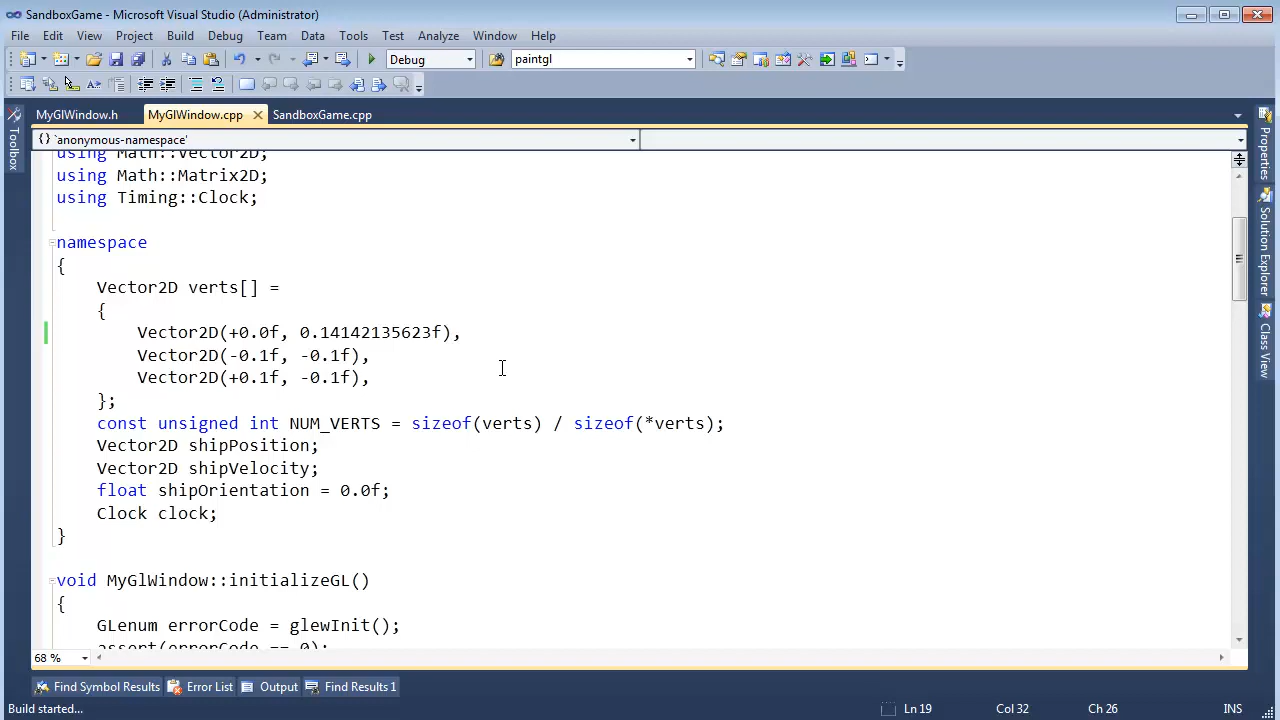 SandboxGame - Microsoft Visual Studio (Administrator)
File Edit View Project Build Debug Team Data Tools Test Analyze Window Help
Debug paintgl
MyGlWindow.h MyGlWindow.cpp SandboxGame.cpp
{} `anonymous-namespace'
Toolbox
Properties
Solution Explorer
Class View
using Math::Vector2D;
using Math::Matrix2D;
using Timing::Clock;
namespace
{
Vector2D verts[] =
{
Vector2D(+0.0f, 0.14142135623f),
Vector2D(-0.1f, -0.1f),
Vector2D(+0.1f, -0.1f),
};
const unsigned int NUM_VERTS = sizeof(verts) / sizeof(*verts);
Vector2D shipPosition;
Vector2D shipVelocity;
float shipOrientation = 0.0f;
Clock clock;
}
void MyGlWindow::initializeGL()
{
GLenum errorCode = glewInit();
assert(errorCode == 0);
68 %
Find Symbol Results Error List Output Find Results 1
Build started... Ln 19 Col 32 Ch 26 INS